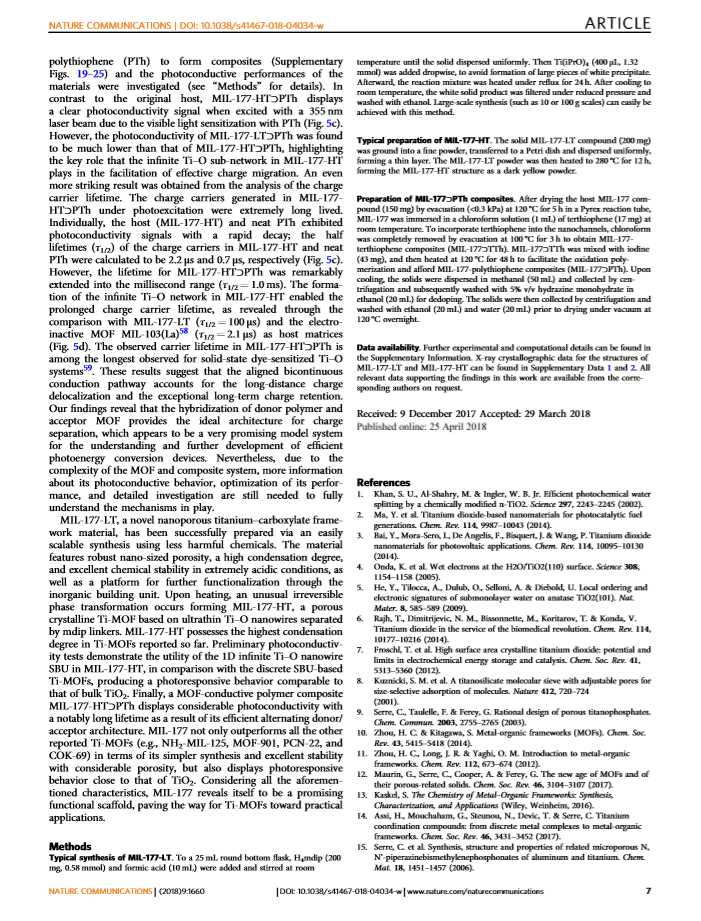 NATURE COMMUNICATIONS | DOI: 10.1038/s41467-018-04034-w
ARTICLE
polythiophene (PTh) to form composites (Supplementary
Figs. 19–25) and the photoconductive performances of the
materials were investigated (see "Methods" for details). In
contrast to the original host, MIL-177-HT⊃PTh displays
a clear photoconductivity signal when excited with a 355 nm
laser beam due to the visible light sensitization with PTh (Fig. 5c).
However, the photoconductivity of MIL-177-LT⊃PTh was found
to be much lower than that of MIL-177-HT⊃PTh, highlighting
the key role that the infinite Ti–O sub-network in MIL-177-HT
plays in the facilitation of effective charge migration. An even
more striking result was obtained from the analysis of the charge
carrier lifetime. The charge carriers generated in MIL-177-
HT⊃PTh under photoexcitation were extremely long lived.
Individually, the host (MIL-177-HT) and neat PTh exhibited
photoconductivity signals with a rapid decay; the half
lifetimes (τ1/2) of the charge carriers in MIL-177-HT and neat
PTh were calculated to be 2.2 μs and 0.7 μs, respectively (Fig. 5c).
However, the lifetime for MIL-177-HT⊃PTh was remarkably
extended into the millisecond range (τ1/2 = 1.0 ms). The forma-
tion of the infinite Ti–O network in MIL-177-HT enabled the
prolonged charge carrier lifetime, as revealed through the
comparison with MIL-177-LT (τ1/2 = 100 μs) and the electro-
inactive MOF MIL-103(La)58 (τ1/2 = 2.1 μs) as host matrices
(Fig. 5d). The observed carrier lifetime in MIL-177-HT⊃PTh is
among the longest observed for solid-state dye-sensitized Ti–O
systems59. These results suggest that the aligned bicontinuous
conduction pathway accounts for the long-distance charge
delocalization and the exceptional long-term charge retention.
Our findings reveal that the hybridization of donor polymer and
acceptor MOF provides the ideal architecture for charge
separation, which appears to be a very promising model system
for the understanding and further development of efficient
photoenergy conversion devices. Nevertheless, due to the
complexity of the MOF and composite system, more information
about its photoconductive behavior, optimization of its perfor-
mance, and detailed investigation are still needed to fully
understand the mechanisms in play.
MIL-177-LT, a novel nanoporous titanium–carboxylate frame-
work material, has been successfully prepared via an easily
scalable synthesis using less harmful chemicals. The material
features robust nano-sized porosity, a high condensation degree,
and excellent chemical stability in extremely acidic conditions, as
well as a platform for further functionalization through the
inorganic building unit. Upon heating, an unusual irreversible
phase transformation occurs forming MIL-177-HT, a porous
crystalline Ti-MOF based on ultrathin Ti–O nanowires separated
by mdip linkers. MIL-177-HT possesses the highest condensation
degree in Ti-MOFs reported so far. Preliminary photoconductiv-
ity tests demonstrate the utility of the 1D infinite Ti–O nanowire
SBU in MIL-177-HT, in comparison with the discrete SBU-based
Ti-MOFs, producing a photoresponsive behavior comparable to
that of bulk TiO2. Finally, a MOF-conductive polymer composite
MIL-177-HT⊃PTh displays considerable photoconductivity with
a notably long lifetime as a result of its efficient alternating donor/
acceptor architecture. MIL-177 not only outperforms all the other
reported Ti-MOFs (e.g., NH2-MIL-125, MOF-901, PCN-22, and
COK-69) in terms of its simpler synthesis and excellent stability
with considerable porosity, but also displays photoresponsive
behavior close to that of TiO2. Considering all the aforemen-
tioned characteristics, MIL-177 reveals itself to be a promising
functional scaffold, paving the way for Ti-MOFs toward practical
applications.
Methods
Typical synthesis of MIL-177-LT. To a 25 mL round bottom flask, H4mdip (200
mg, 0.58 mmol) and formic acid (10 mL) were added and stirred at room
temperature until the solid dispersed uniformly. Then Ti(iPrO)4 (400 μL, 1.32
mmol) was added dropwise, to avoid formation of large pieces of white precipitate.
Afterward, the reaction mixture was heated under reflux for 24 h. After cooling to
room temperature, the white solid product was filtered under reduced pressure and
washed with ethanol. Large-scale synthesis (such as 10 or 100 g scales) can easily be
achieved with this method.
Typical preparation of MIL-177-HT. The solid MIL-177-LT compound (200 mg)
was ground into a fine powder, transferred to a Petri dish and dispersed uniformly,
forming a thin layer. The MIL-177-LT powder was then heated to 280 °C for 12 h,
forming the MIL-177-HT structure as a dark yellow powder.
Preparation of MIL-177⊃PTh composites. After drying the host MIL-177 com-
pound (150 mg) by evacuation (<0.3 kPa) at 120 °C for 5 h in a Pyrex reaction tube,
MIL-177 was immersed in a chloroform solution (1 mL) of terthiophene (17 mg) at
room temperature. To incorporate terthiophene into the nanochannels, chloroform
was completely removed by evacuation at 100 °C for 3 h to obtain MIL-177-
terthiophene composites (MIL-177⊃TTh). MIL-177⊃TTh was mixed with iodine
(43 mg), and then heated at 120 °C for 48 h to facilitate the oxidation poly-
merization and afford MIL-177-polythiophene composites (MIL-177⊃PTh). Upon
cooling, the solids were dispersed in methanol (50 mL) and collected by cen-
trifugation and subsequently washed with 5% v/v hydrazine monohydrate in
ethanol (20 mL) for dedoping. The solids were then collected by centrifugation and
washed with ethanol (20 mL) and water (20 mL) prior to drying under vacuum at
120 °C overnight.
Data availability. Further experimental and computational details can be found in
the Supplementary Information. X-ray crystallographic data for the structures of
MIL-177-LT and MIL-177-HT can be found in Supplementary Data 1 and 2. All
relevant data supporting the findings in this work are available from the corre-
sponding authors on request.
Received: 9 December 2017 Accepted: 29 March 2018
Published online: 25 April 2018
References
1. Khan, S. U., Al-Shahry, M. & Ingler, W. B. Jr. Efficient photochemical water
splitting by a chemically modified n-TiO2. Science 297, 2243–2245 (2002).
2. Ma, Y. et al. Titanium dioxide-based nanomaterials for photocatalytic fuel
generations. Chem. Rev. 114, 9987–10043 (2014).
3. Bai, Y., Mora-Sero, I., De Angelis, F., Bisquert, J. & Wang, P. Titanium dioxide
nanomaterials for photovoltaic applications. Chem. Rev. 114, 10095–10130
(2014).
4. Onda, K. et al. Wet electrons at the H2O/TiO2(110) surface. Science 308,
1154–1158 (2005).
5. He, Y., Tilocca, A., Dulub, O., Selloni, A. & Diebold, U. Local ordering and
electronic signatures of submonolayer water on anatase TiO2(101). Nat.
Mater. 8, 585–589 (2009).
6. Rajh, T., Dimitrijevic, N. M., Bissonnette, M., Koritarov, T. & Konda, V.
Titanium dioxide in the service of the biomedical revolution. Chem. Rev. 114,
10177–10216 (2014).
7. Froschl, T. et al. High surface area crystalline titanium dioxide: potential and
limits in electrochemical energy storage and catalysis. Chem. Soc. Rev. 41,
5313–5360 (2012).
8. Kuznicki, S. M. et al. A titanosilicate molecular sieve with adjustable pores for
size-selective adsorption of molecules. Nature 412, 720–724
(2001).
9. Serre, C., Taulelle, F. & Ferey, G. Rational design of porous titanophosphates.
Chem. Commun. 2003, 2755–2765 (2003).
10. Zhou, H. C. & Kitagawa, S. Metal-organic frameworks (MOFs). Chem. Soc.
Rev. 43, 5415–5418 (2014).
11. Zhou, H. C., Long, J. R. & Yaghi, O. M. Introduction to metal-organic
frameworks. Chem. Rev. 112, 673–674 (2012).
12. Maurin, G., Serre, C., Cooper, A. & Ferey, G. The new age of MOFs and of
their porous-related solids. Chem. Soc. Rev. 46, 3104–3107 (2017).
13. Kaskel, S. The Chemistry of Metal–Organic Frameworks: Synthesis,
Characterization, and Applications (Wiley, Weinheim, 2016).
14. Assi, H., Mouchaham, G., Steunou, N., Devic, T. & Serre, C. Titanium
coordination compounds: from discrete metal complexes to metal-organic
frameworks. Chem. Soc. Rev. 46, 3431–3452 (2017).
15. Serre, C. et al. Synthesis, structure and properties of related microporous N,
N'-piperazinebismethylenephosphonates of aluminum and titanium. Chem.
Mat. 18, 1451–1457 (2006).
NATURE COMMUNICATIONS | (2018)9:1660
| DOI: 10.1038/s41467-018-04034-w | www.nature.com/naturecommunications
7